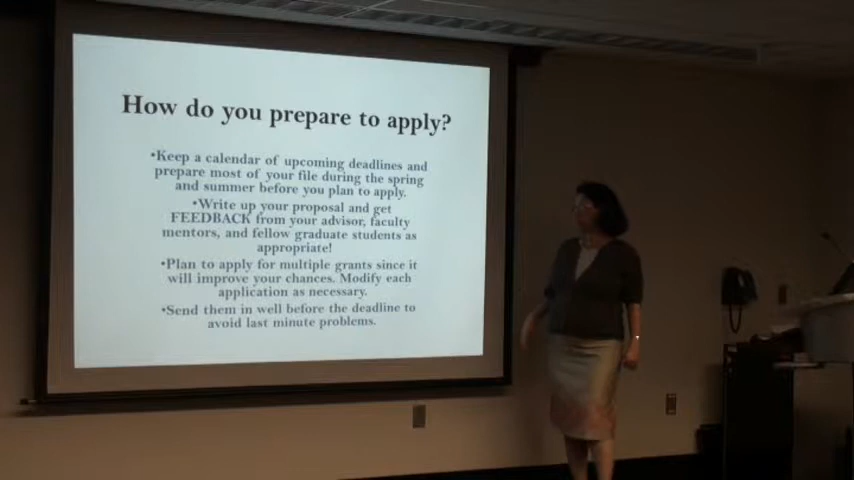 How do you prepare to apply?
•Keep a calendar of upcoming deadlines and
prepare most of your file during the spring
and summer before you plan to apply.
•Write up your proposal and get
FEEDBACK from your advisor, faculty
mentors, and fellow graduate students as
appropriate!
•Plan to apply for multiple grants since it
will improve your chances. Modify each
application as necessary.
•Send them in well before the deadline to
avoid last minute problems.